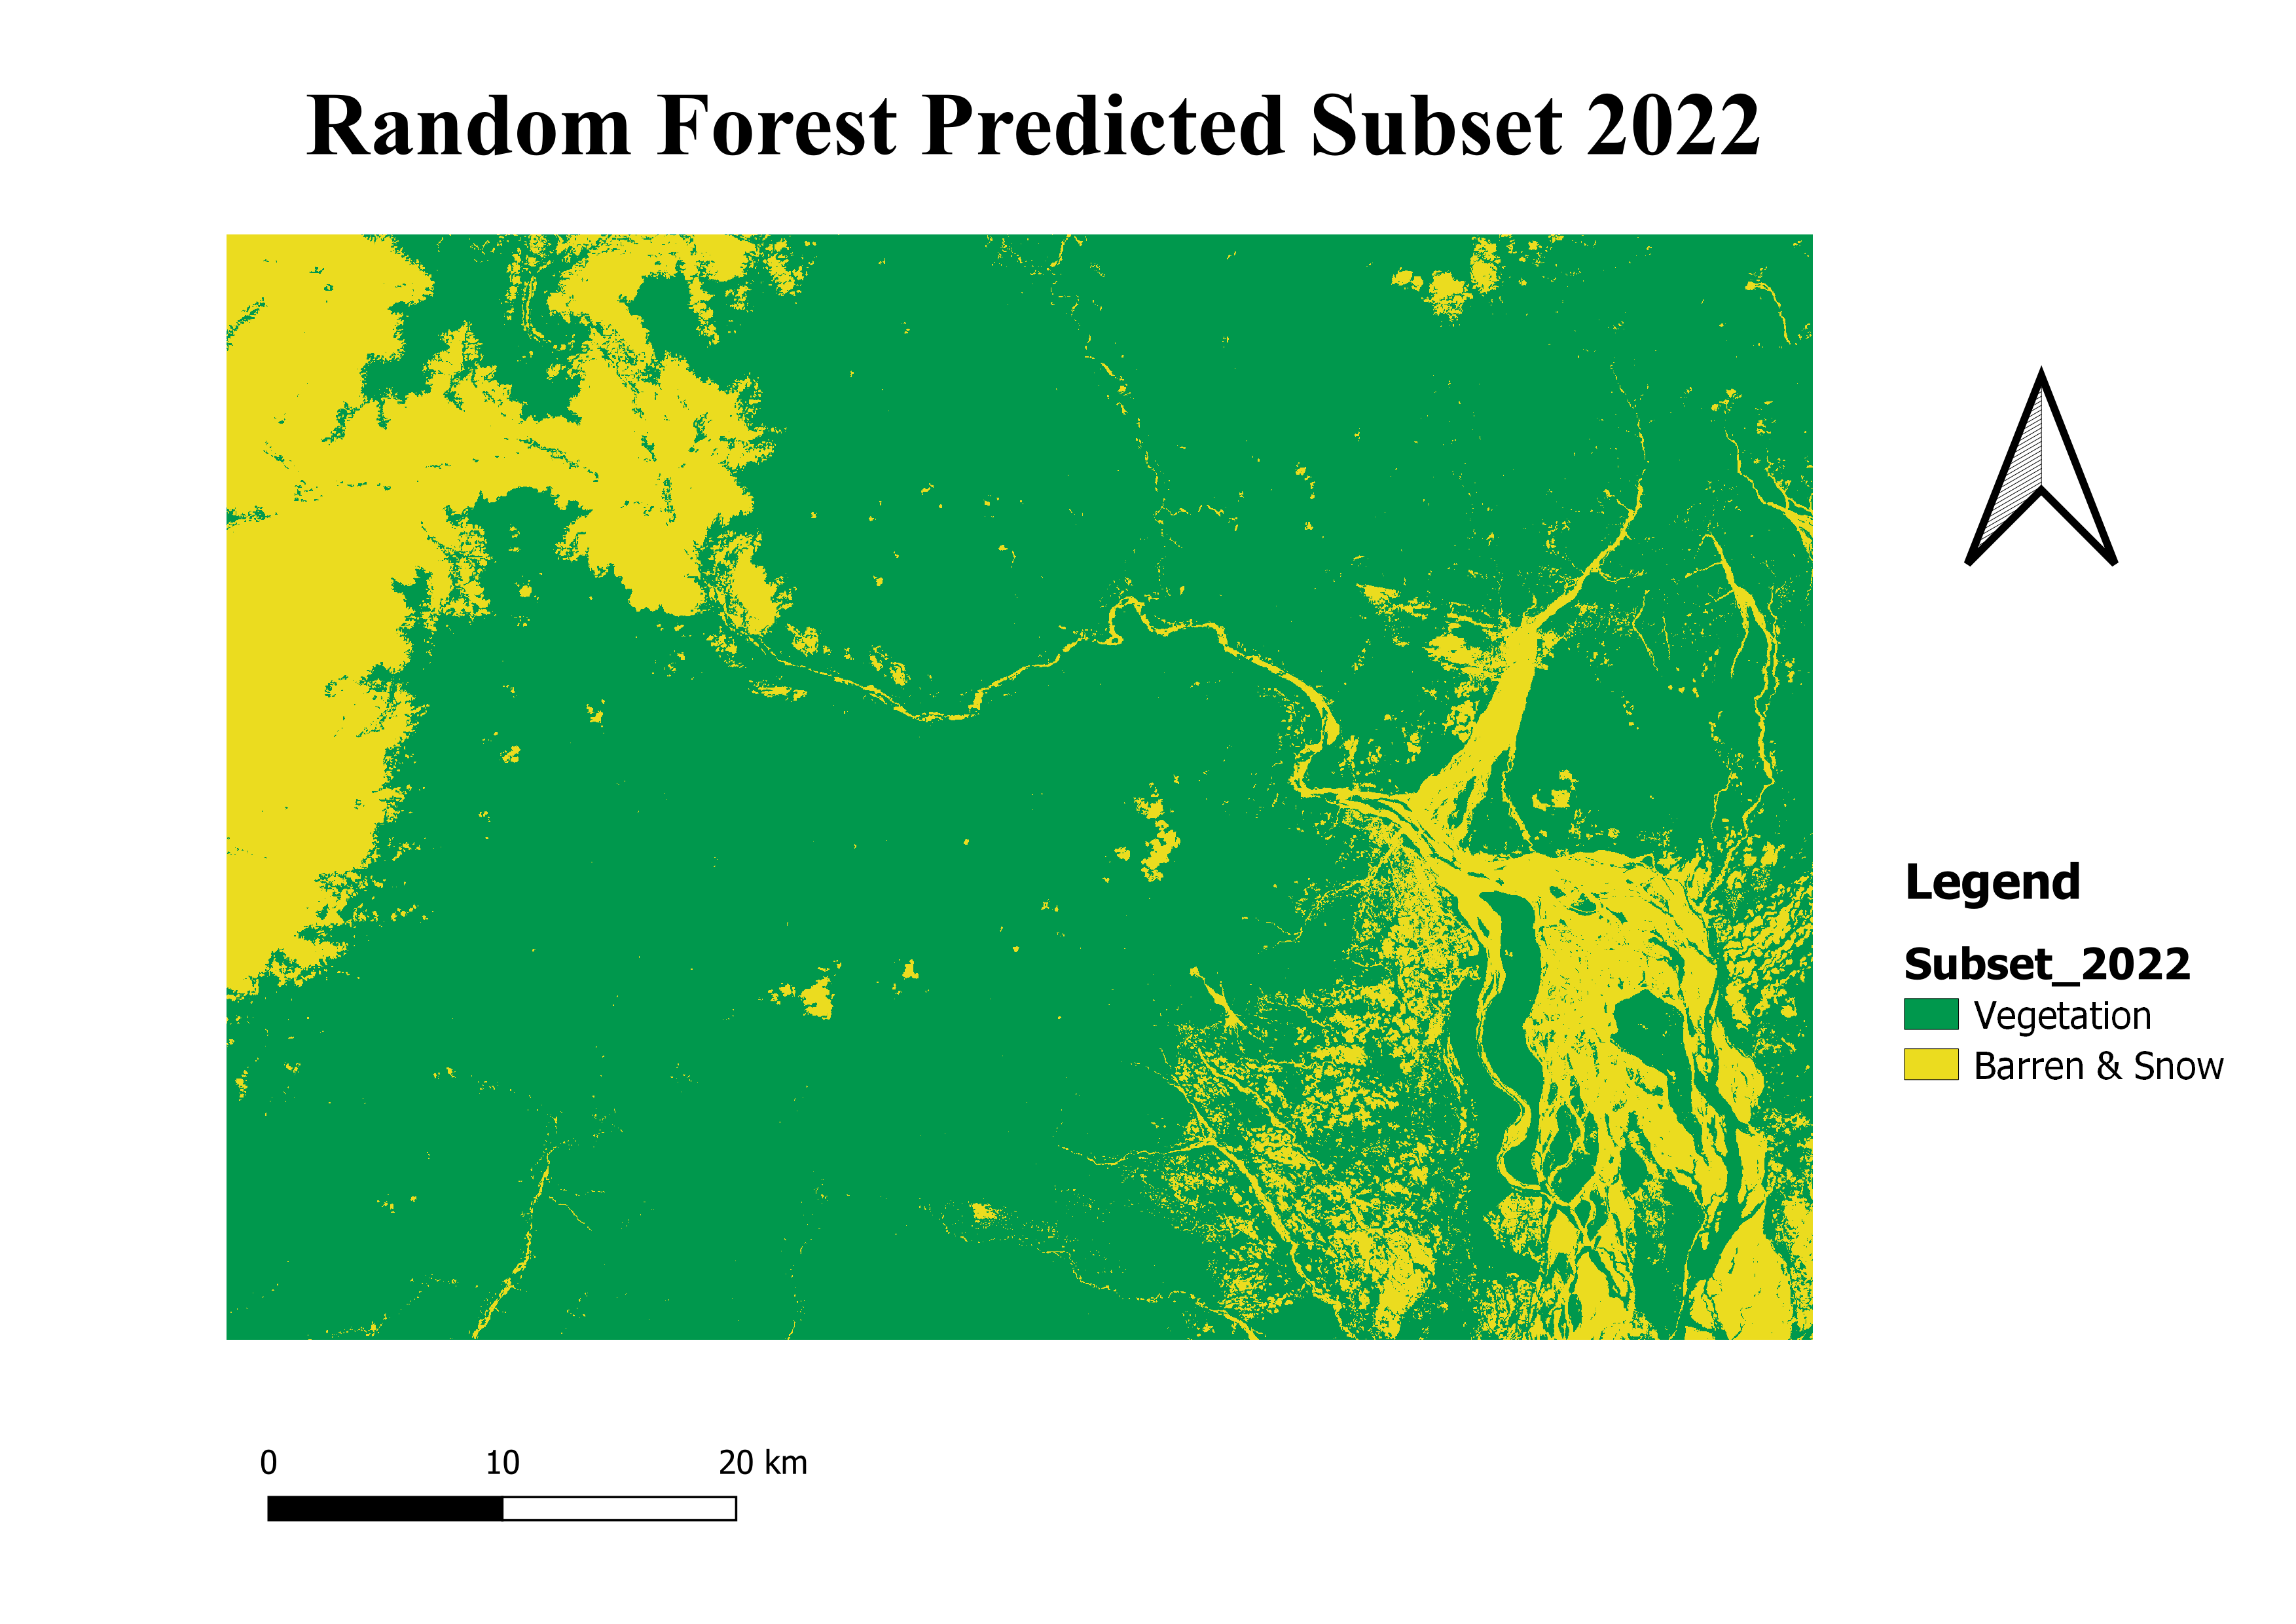 Random Forest Predicted Subset 2022
Legend
Subset_2022
Vegetation
Barren & Snow
0 10 20 km